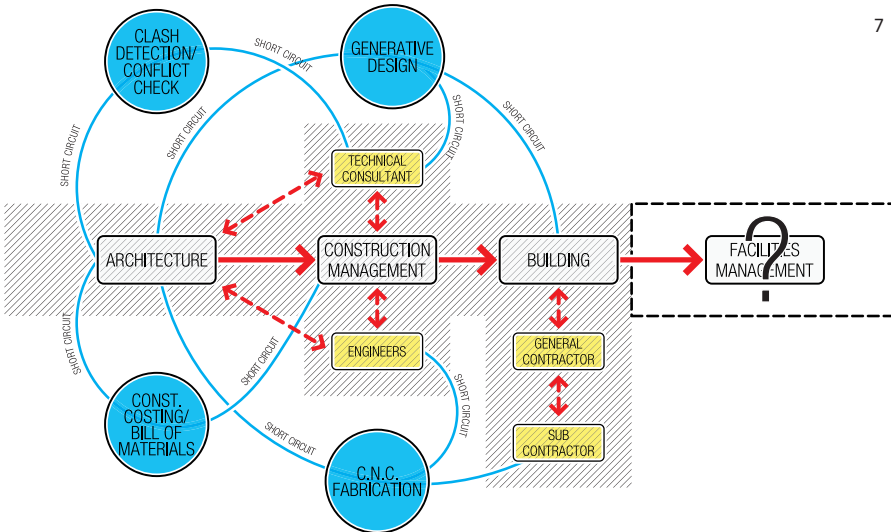 7
CLASH
DETECTION/
CONFLICT
CHECK
SHORT CIRCUIT
GENERATIVE
DESIGN
SHORT CIRCUIT
SHORT CIRCUIT
SHORT CIRCUIT
SHORT CIRCUIT
TECHNICAL
CONSULTANT
ARCHITECTURE
CONSTRUCTION
MANAGEMENT
BUILDING
FACILITIES
MANAGEMENT
?
SHORT CIRCUIT
SHORT CIRCUIT
ENGINEERS
GENERAL
CONTRACTOR
SHORT CIRCUIT
CONST.
COSTING/
BILL OF
MATERIALS
SHORT CIRCUIT
SUB
CONTRACTOR
C.N.C.
FABRICATION